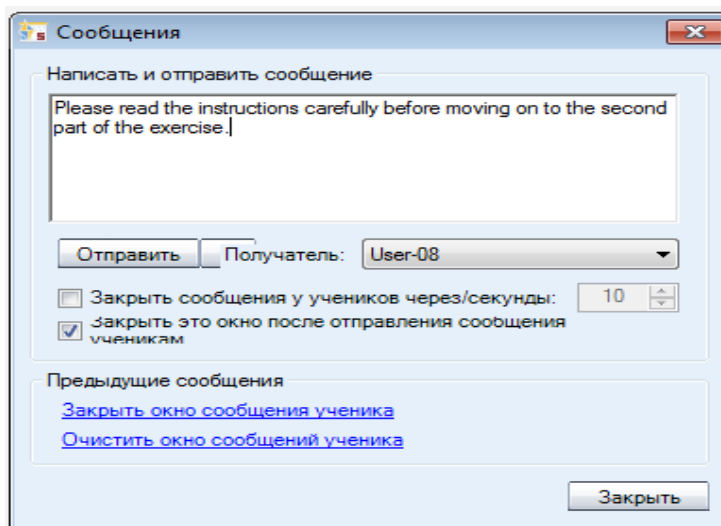 Сообщения
Написать и отправить сообщение
Please read the instructions carefully before moving on to the second
part of the exercise.
Отправить Получатель: User-08
Закрыть сообщения у учеников через/секунды: 10
Закрыть это окно после отправления сообщения
ученикам
Предыдущие сообщения
Закрыть окно сообщения ученика
Очистить окно сообщений ученика
Закрыть